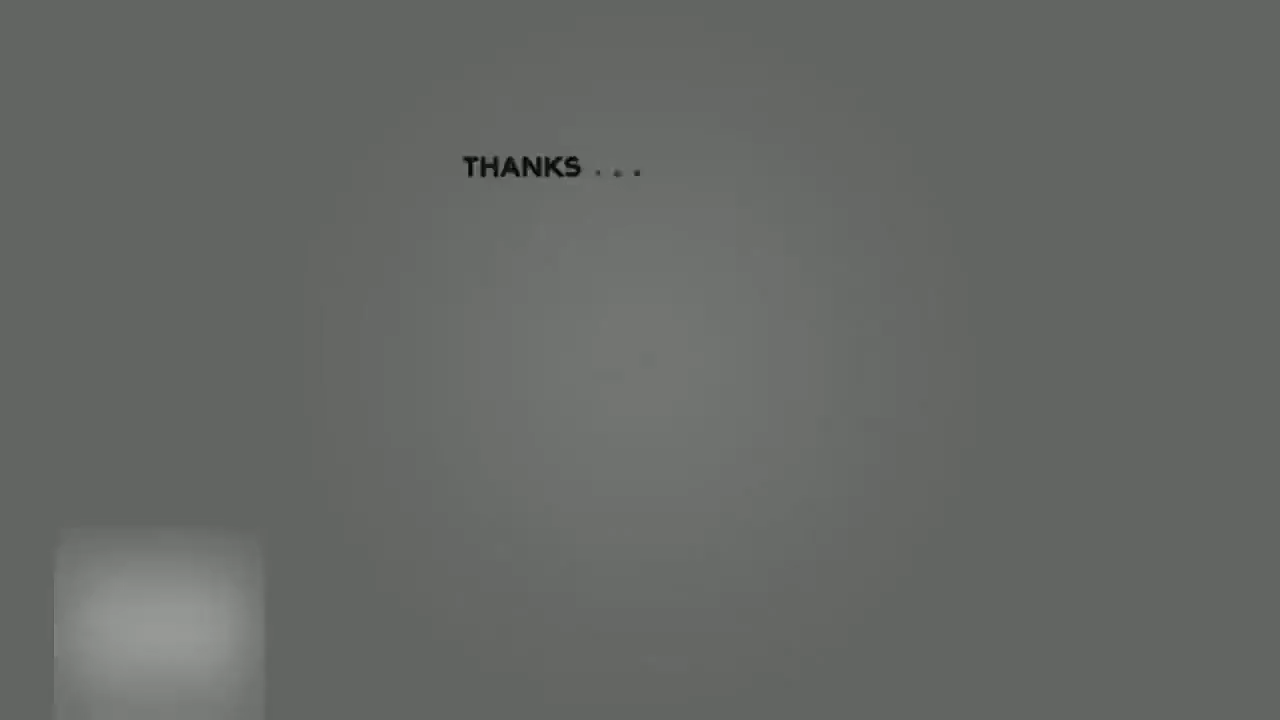 THANKS . . .